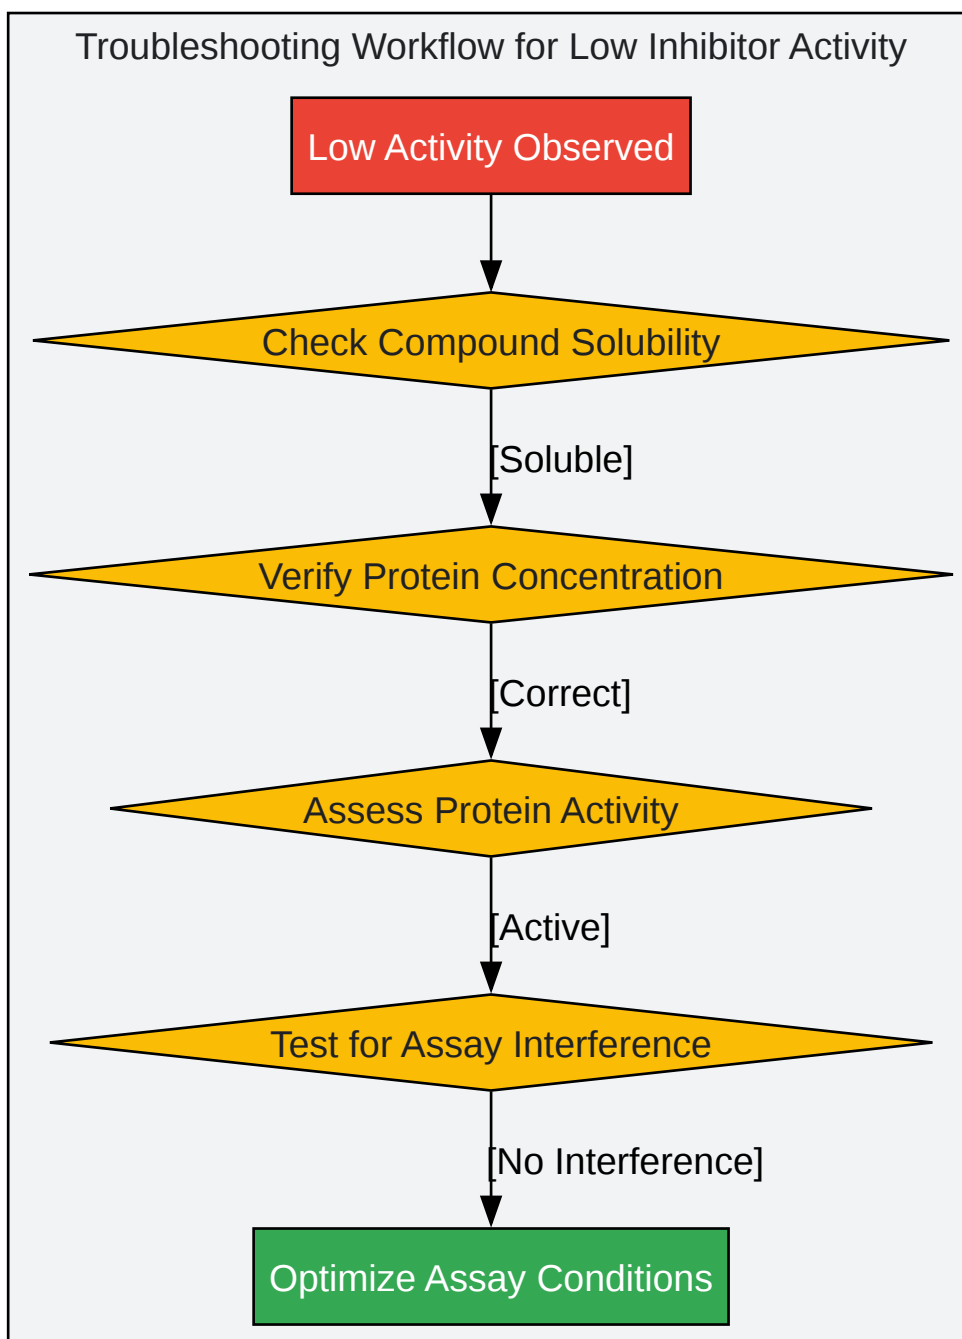 Troubleshooting Workflow for Low Inhibitor Activity
Low Activity Observed
Check Compound Solubility
[Soluble]
Verify Protein Concentration
[Correct]
Assess Protein Activity
[Active]
Test for Assay Interference
[No Interference]
Optimize Assay Conditions